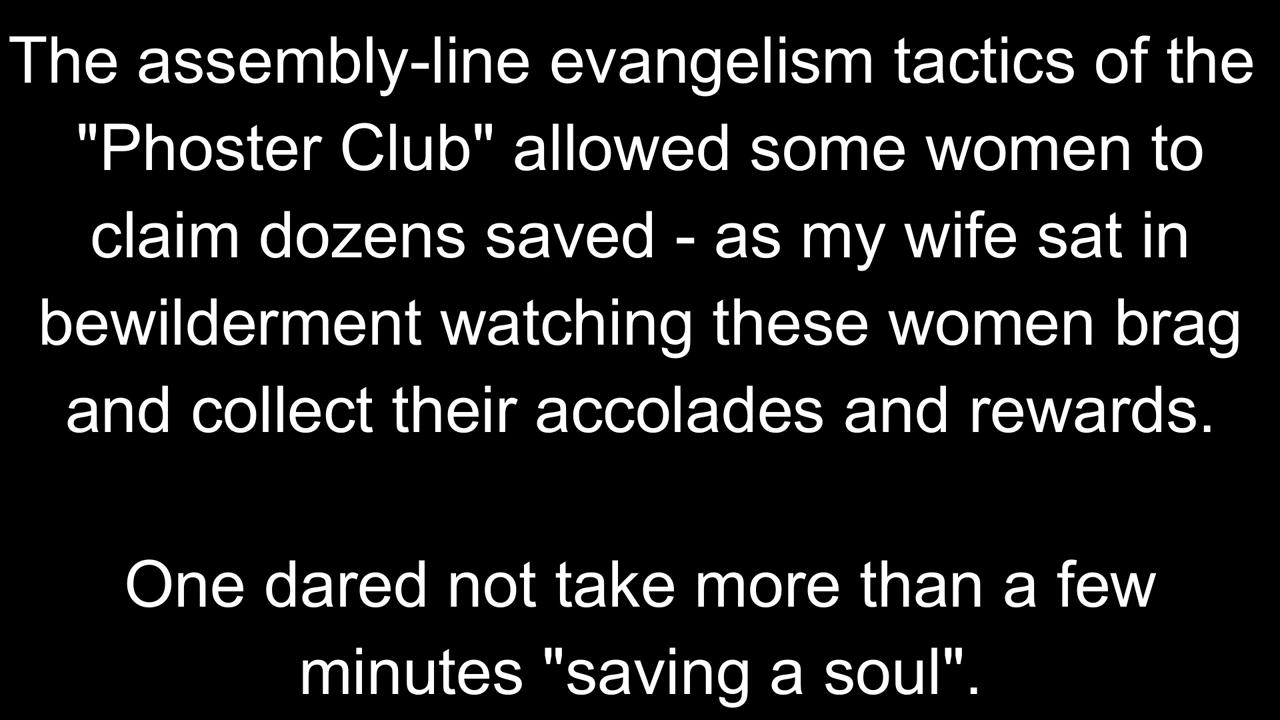 The assembly-line evangelism tactics of the
"Phoster Club" allowed some women to
claim dozens saved - as my wife sat in
bewilderment watching these women brag
and collect their accolades and rewards.
One dared not take more than a few
minutes "saving a soul".